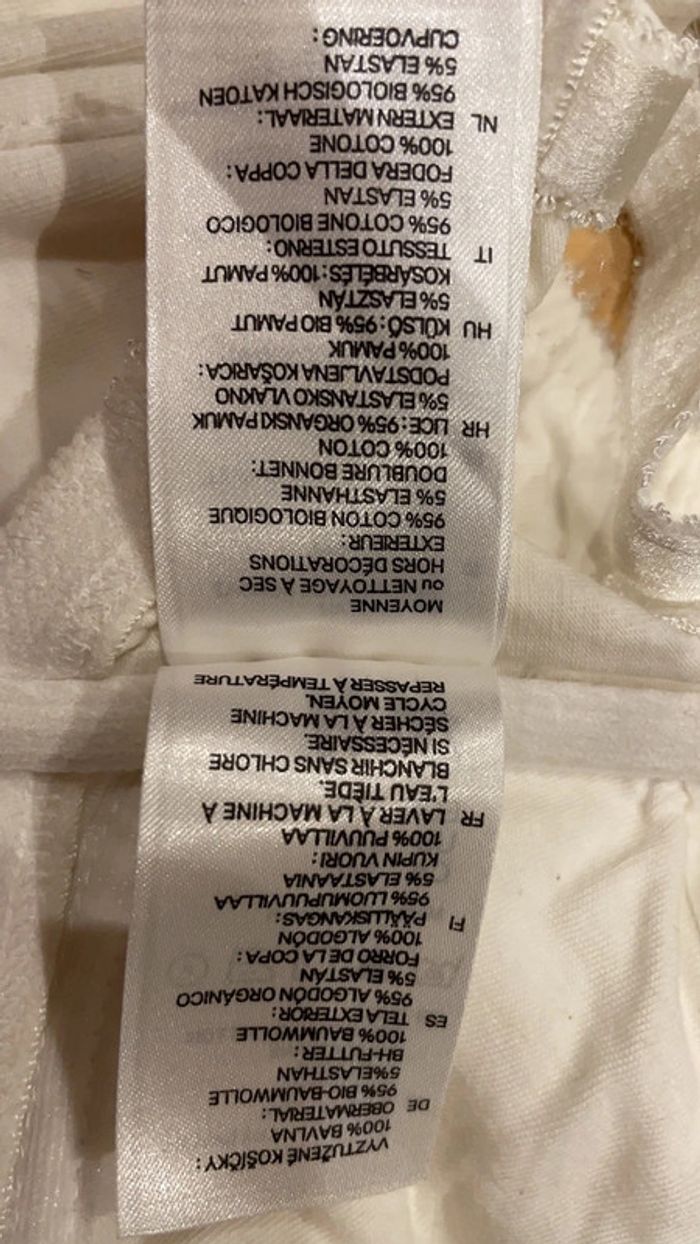 VYZTUŽENÉ KOŠÍČKY:
100% BAVLNA
DE OBERMATERIAL:
95% BIO-BAUMWOLLE
5%ELASTHAN
BH-FUTTER:
100% BAUMWOLLE
ES TELA EXTERIOR:
95% ALGODÓN ORGÁNICO
5% ELASTÁN
FORRO DE LA COPA:
100% ALGODÓN
FI PÄÄLLISKANGAS:
95% LUOMUPUUVILLAA
5% ELASTAANIA
KUPIN VUORI:
100% PUUVILLAA
FR LAVER À LA MACHINE À
L'EAU TIÈDE.
BLANCHIR SANS CHLORE
SI NÉCESSAIRE.
SÉCHER À LA MACHINE
CYCLE MOYEN.
REPASSER À TEMPÉRATURE
MOYENNE
ou NETTOYAGE À SEC
HORS DÉCORATIONS
EXTERIEUR:
95% COTON BIOLOGIQUE
5% ELASTHANNE
DOUBLURE BONNET:
100% COTON
HR LICE:95% ORGANSKI PAMUK
5% ELASTANSKO VLAKNO
PODSTAVLJENA KOŠARICA:
100% PAMUK
HU KÜLSŐ:95% BIO PAMUT
5% ELASZTÁN
KOSÁRBÉLÉS:100% PAMUT
IT TESSUTO ESTERNO:
95% COTONE BIOLOGICO
5% ELASTAN
FODERA DELLA COPPA:
100% COTONE
NL EXTERN MATERIAAL:
95% BIOLOGISCH KATOEN
5% ELASTAN
CUPVOERING: